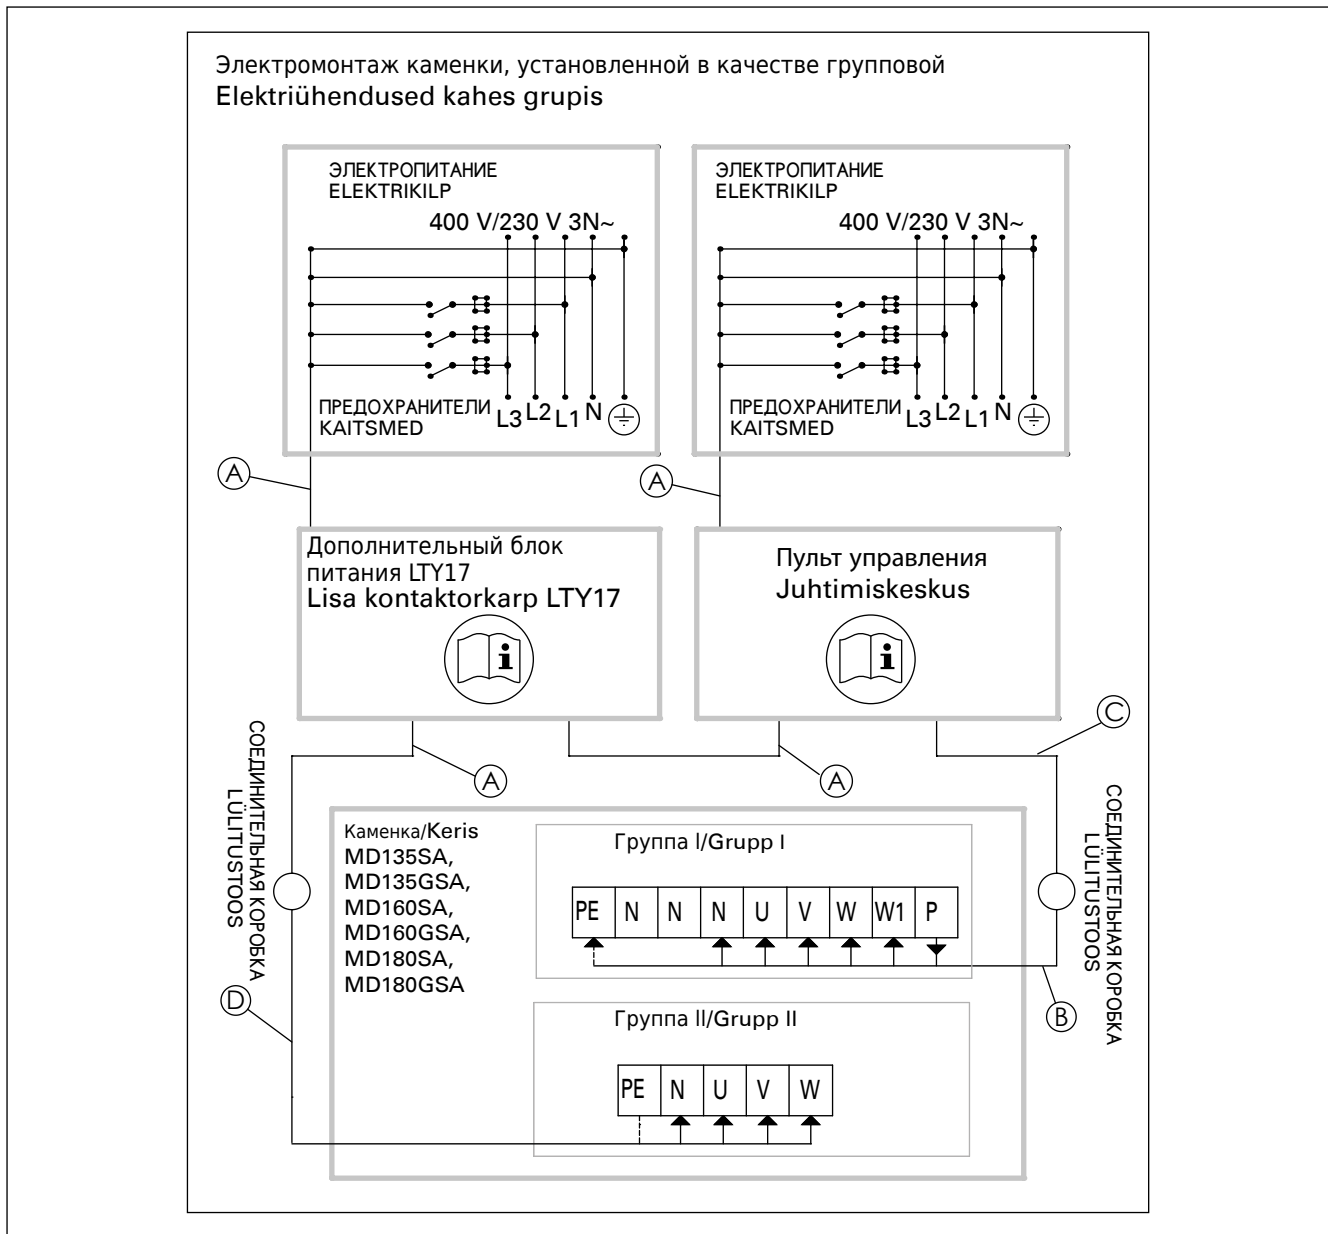 Электромонтаж каменки, установленной в качестве групповой
Elektriühendused kahes grupis
ЭЛЕКТРОПИТАНИЕ
ELEKTRIKILP
400 V/230 V 3N~
ПРЕДОХРАНИТЕЛИ
KAITSMED
L3 L2 L1 N
ЭЛЕКТРОПИТАНИЕ
ELEKTRIKILP
400 V/230 V 3N~
ПРЕДОХРАНИТЕЛИ
KAITSMED
L3 L2 L1 N
A
A
Дополнительный блок
питания LTY17
Lisa kontaktorkarp LTY17
i
Пульт управления
Juhtimiskeskus
i
C
A
A
СОЕДИНИТЕЛЬНАЯ КОРОБКА
LÜLITUSTOOS
СОЕДИНИТЕЛЬНАЯ КОРОБКА
LÜLITUSTOOS
Каменка/Keris
MD135SA,
MD135GSA,
MD160SA,
MD160GSA,
MD180SA,
MD180GSA
Группа I/Grupp I
PE N N N U V W W1 P
D
B
Группа II/Grupp II
PE N U V W